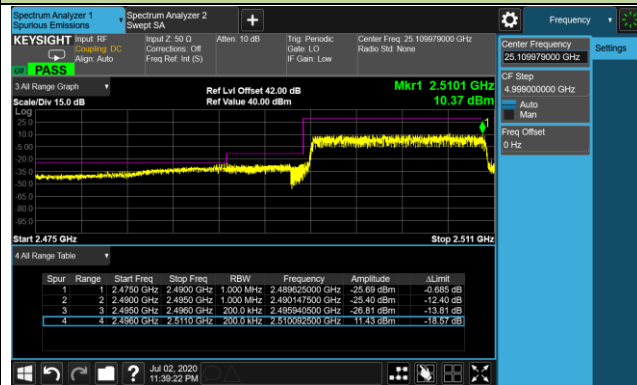 Spectrum Analyzer 1
Spurious Emissions
Spectrum Analyzer 2
Swept SA
+
Frequency
KEYSIGHT
Input: RF
Coupling: DC
Align: Auto
Input Z: 50 Ω
Corrections: Off
Freq Ref: Int (S)
Atten: 10 dB
Trig: Periodic
Gate: LO
IF Gain: Low
Center Freq: 25.109979000 GHz
Radio Std: None
LW PASS
Center Frequency
25.109979000 GHz
Settings
CF Step
4.999000000 GHz
Auto
Man
Freq Offset
0 Hz
3 All Range Graph
Ref Lvl Offset 42.00 dB
Mkr1 2.5101 GHz
Scale/Div 15.0 dB
Ref Value 40.00 dBm
10.37 dBm
Log
25.0
10.0
-5.00
-20.0
-35.0
-50.0
-65.0
-80.0
-95.0
1
Start 2.475 GHz
Stop 2.511 GHz
4 All Range Table
Spur Range Start Freq Stop Freq RBW Frequency Amplitude ΔLimit
1 1 2.4750 GHz 2.4900 GHz 1.000 MHz 2.489625000 GHz -25.69 dBm -0.685 dB
2 2 2.4900 GHz 2.4950 GHz 1.000 MHz 2.490147500 GHz -25.40 dBm -12.40 dB
3 3 2.4950 GHz 2.4960 GHz 200.0 kHz 2.495940500 GHz -26.81 dBm -13.81 dB
4 4 2.4960 GHz 2.5110 GHz 200.0 kHz 2.510092500 GHz 11.43 dBm -18.57 dB
?
Jul 02, 2020
11:39:22 PM